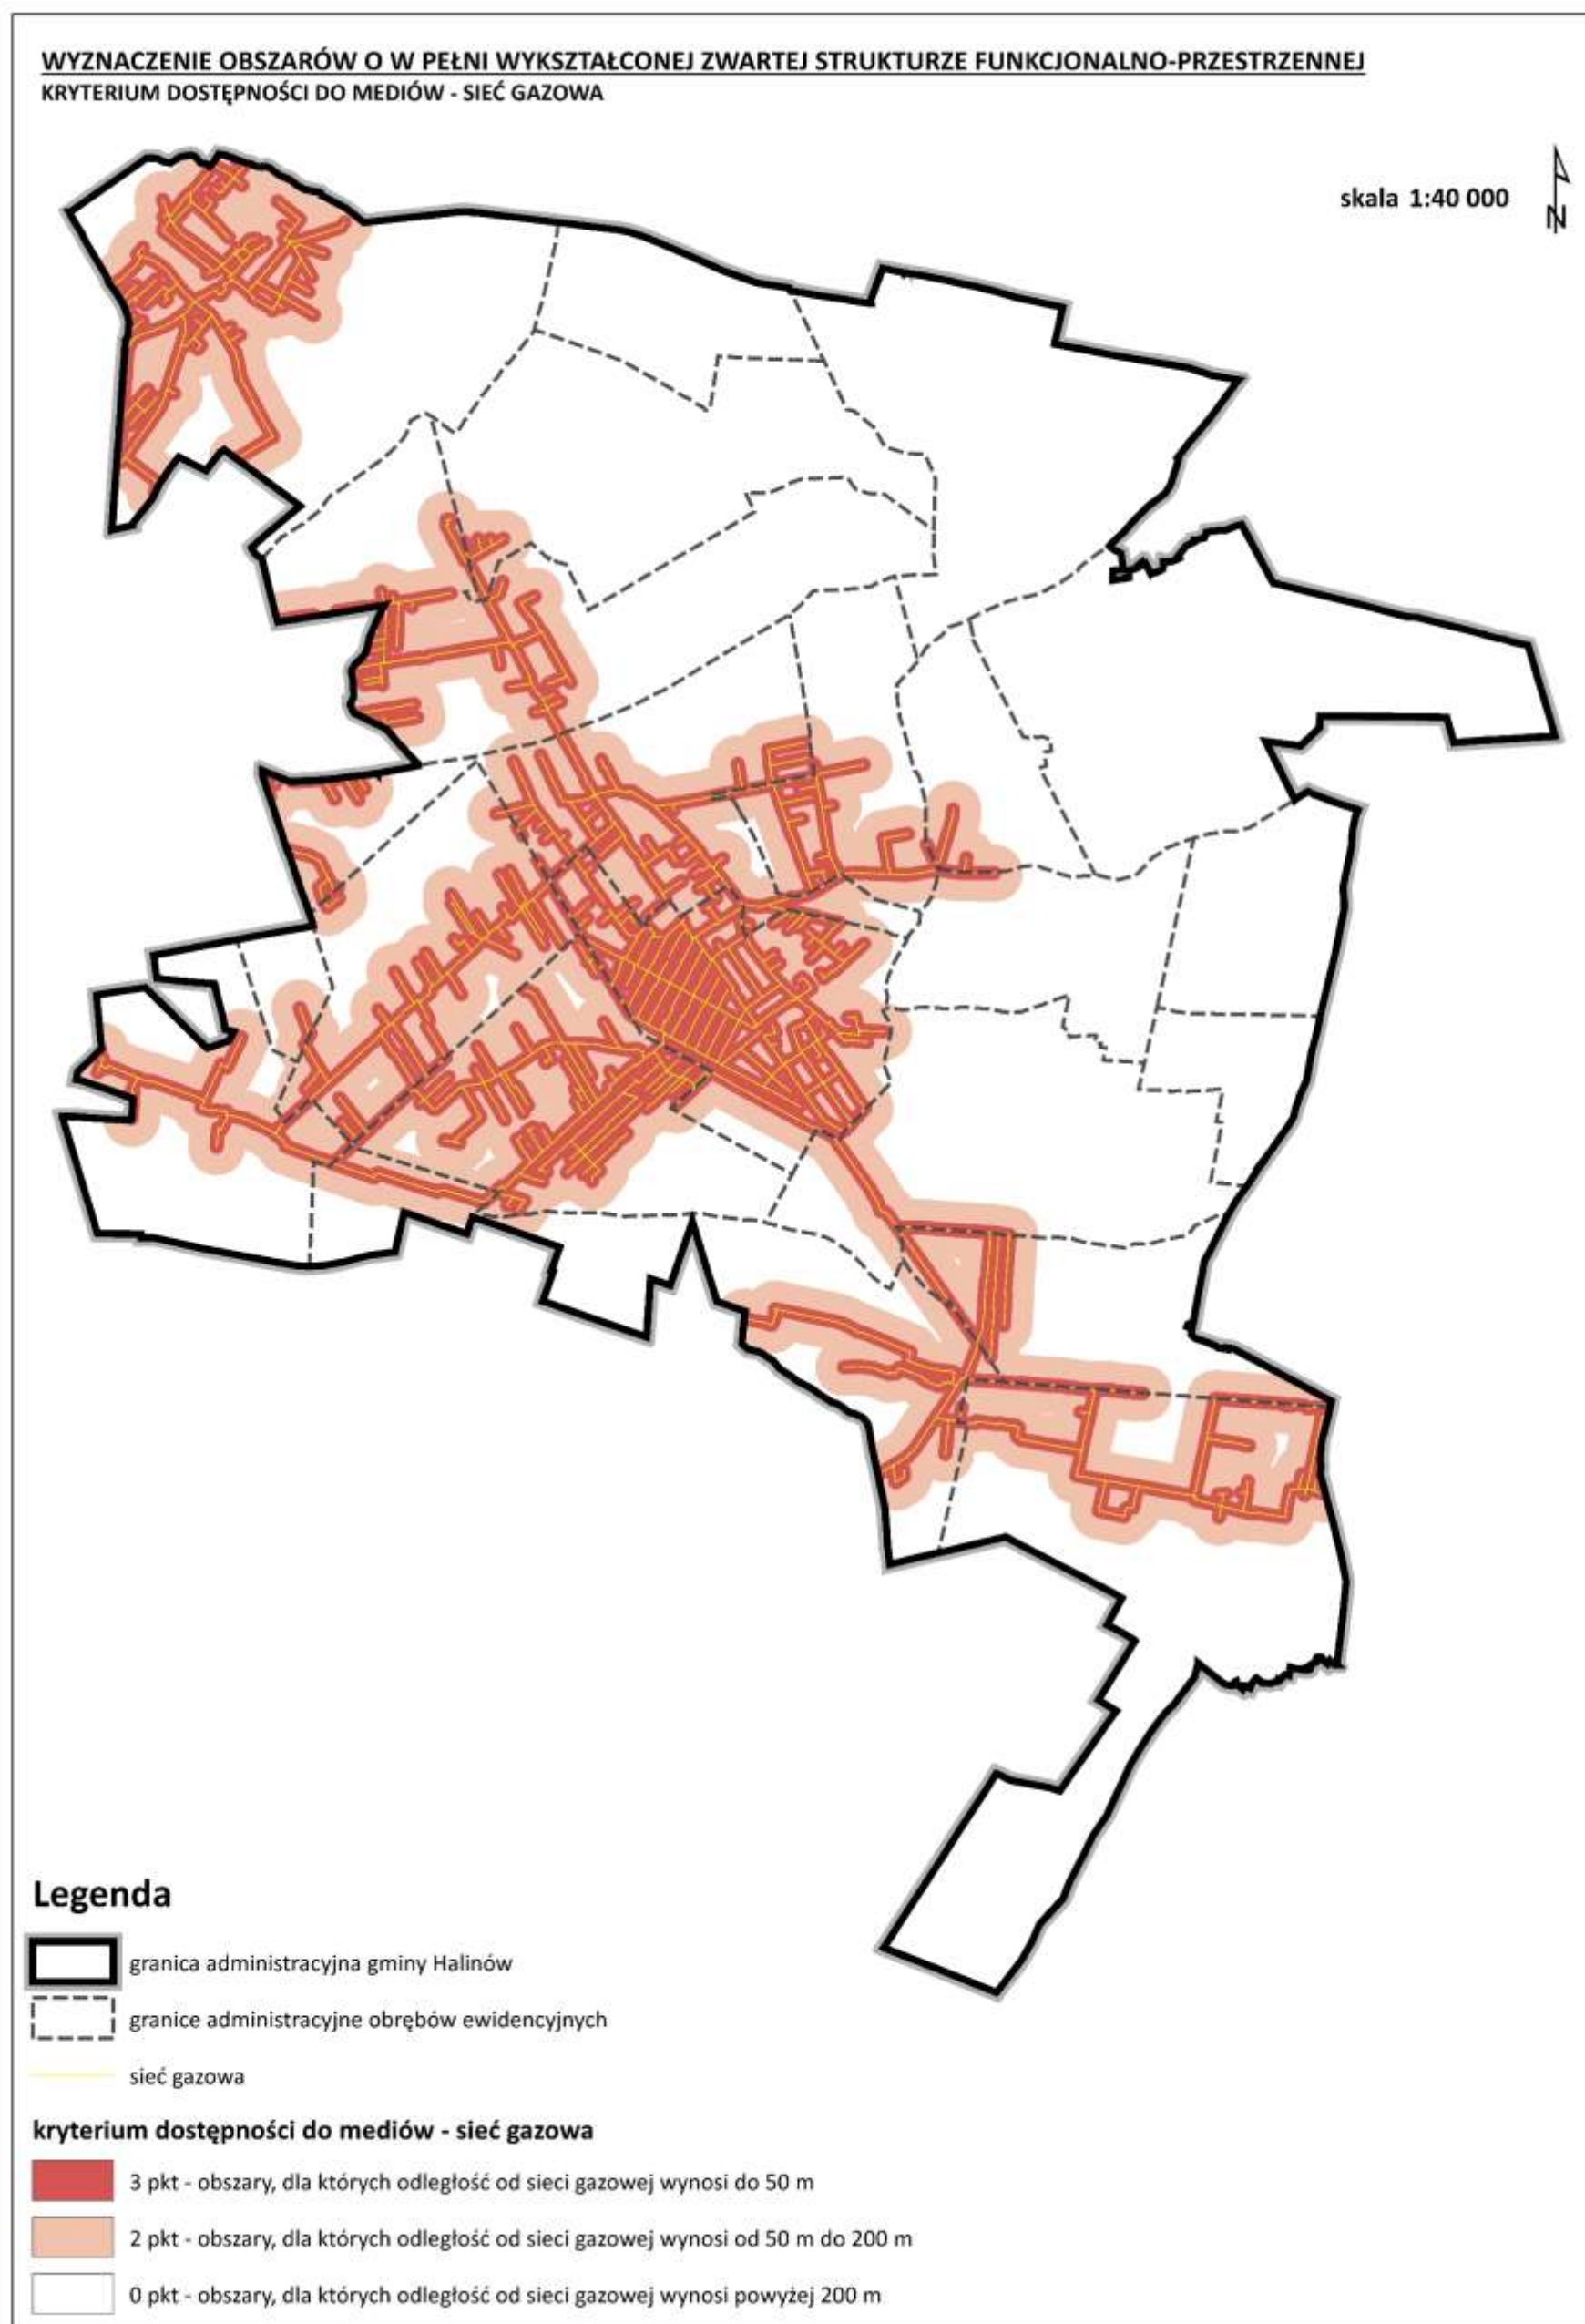 WYZNACZENIE OBSZARÓW O W PEŁNI WYKSZTAŁCONEJ ZWARTEJ STRUKTURZE FUNKCJONALNO-PRZESTRZENNEJ
KRYTERIUM DOSTĘPNOŚCI DO MEDIÓW - SIEĆ GAZOWA
skala 1:40 000
N
Legenda
granica administracyjna gminy Halinów
granice administracyjne obrębów ewidencyjnych
sieć gazowa
kryterium dostępności do mediów - sieć gazowa
3 pkt - obszary, dla których odległość od sieci gazowej wynosi do 50 m
2 pkt - obszary, dla których odległość od sieci gazowej wynosi od 50 m do 200 m
0 pkt - obszary, dla których odległość od sieci gazowej wynosi powyżej 200 m